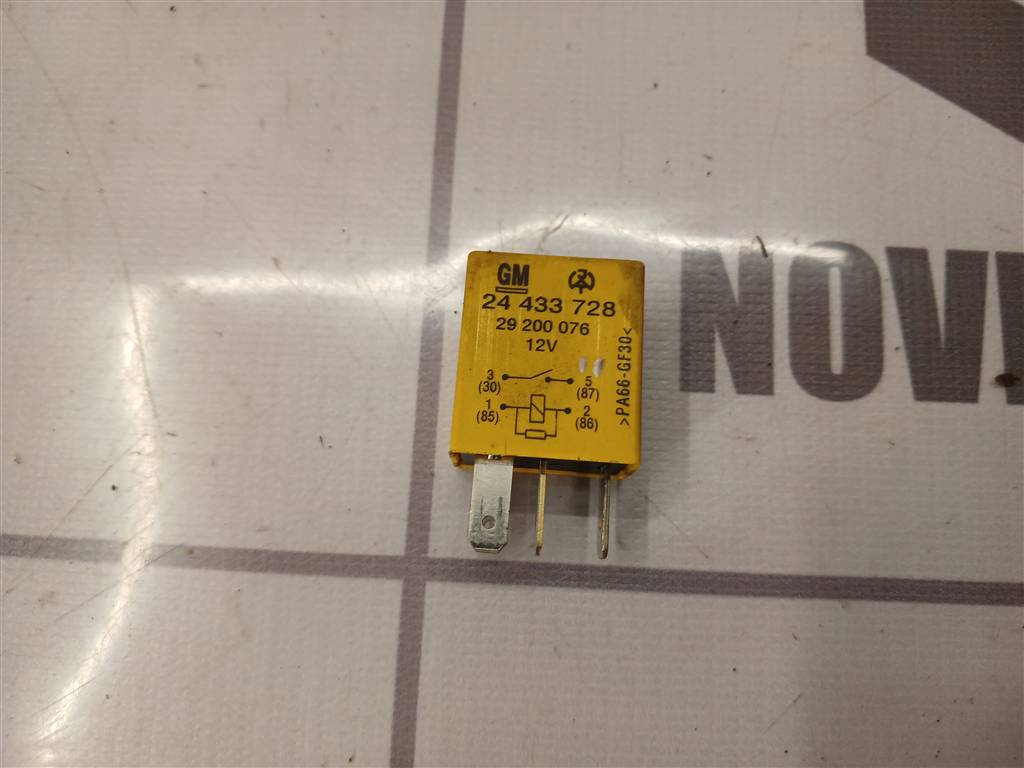 GM
24 433 728
29 200 076
12V
3 5
(30) (87)
1 2
(85) (86)
>PA66-GF30<
NOV